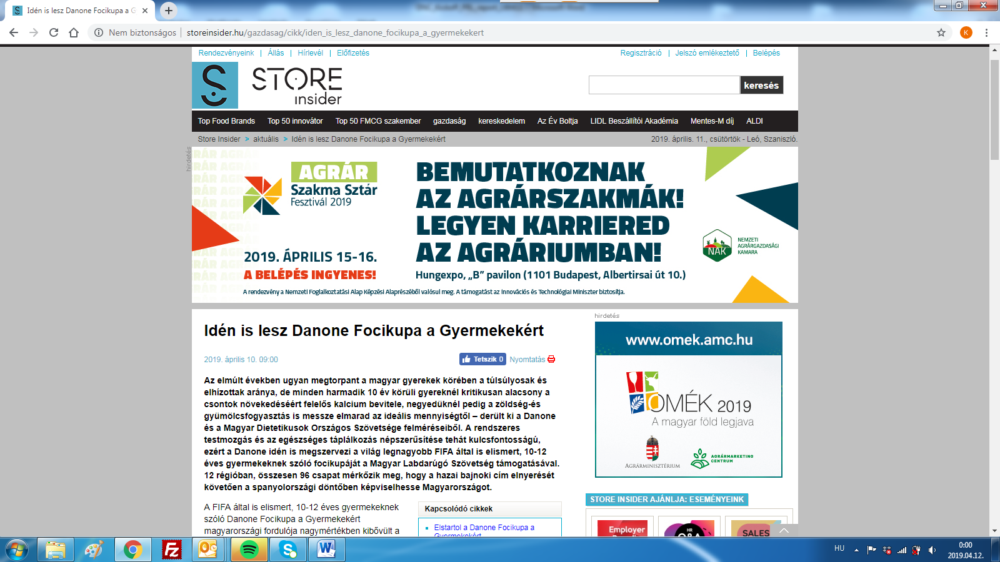 Idén is lesz Danone Focikupa a G
Nem biztonságos | storeinsider.hu/gazdasag/cikk/iden_is_lesz_danone_focikupa_a_gyermekekert
K
Rendezvényeink | Állás | Hírlevél | Előfizetés
Regisztráció | Jelszó emlékeztető | Belépés
STORE
insider
keresés
Top Food Brands Top 50 innovátor Top 50 FMCG szakember gazdaság kereskedelem Az Év Boltja LIDL Beszállítói Akadémia Mentes-M díj ALDI
Store Insider > aktuális > Idén is lesz Danone Focikupa a Gyermekekért
2019. április. 11., csütörtök - Leó, Szaniszló.
hirdetés
AGRÁR
Szakma Sztár
Fesztivál 2019
2019. ÁPRILIS 15-16.
A BELÉPÉS INGYENES!
BEMUTATKOZNAK
AZ AGRÁRSZAKMÁK!
LEGYEN KARRIERED
AZ AGRÁRIUMBAN!
Hungexpo, „B” pavilon (1101 Budapest, Albertirsai út 10.)
A rendezvény a Nemzeti Foglalkoztatási Alap Képzési Alaprészéből valósul meg. A támogatást az Innovációs és Technológiai Miniszter biztosítja.
NAK
NEMZETI
AGRÁRGAZDASÁGI
KAMARA
Idén is lesz Danone Focikupa a Gyermekekért
2019. április 10. 09:00
Tetszik 0
Nyomtatás
Az elmúlt években ugyan megtorpant a magyar gyerekek körében a túlsúlyosak és
elhízottak aránya, de minden harmadik 10 év körüli gyereknél kritikusan alacsony a
csontok növekedéséért felelős kalcium bevitele, negyedüknél pedig a zöldség-és
gyümölcsfogyasztás is messze elmarad az ideális mennyiségtől – derült ki a Danone
és a Magyar Dietetikusok Országos Szövetsége felméréseiből. A rendszeres
testmozgás és az egészséges táplálkozás népszerűsítése tehát kulcsfontosságú,
ezért a Danone idén is megszervezi a világ legnagyobb FIFA által is elismert, 10-12
éves gyermekeknek szóló focikupáját a Magyar Labdarúgó Szövetség támogatásával.
12 régióban, összesen 96 csapat mérkőzik meg, hogy a hazai bajnoki cím elnyerését
követően a spanyolországi döntőben képviselhesse Magyarországot.
A FIFA által is elismert, 10-12 éves gyermekeknek
szóló Danone Focikupa a Gyermekekért
magyarországi fordulója nagymértékben kibővült a
Kapcsolódó cikkek
Elstartol a Danone Focikupa a
Gyermekekért
hirdetés
www.omek.amc.hu
OMÉK 2019
A magyar föld legjava
AGRÁRMINISZTÉRIUM
AGRÁRMARKETING
CENTRUM
STORE INSIDER AJÁNLJA: ESEMÉNYEINK
Employer
HR
Q&A
SALES
HU
0:00
2019.04.12.